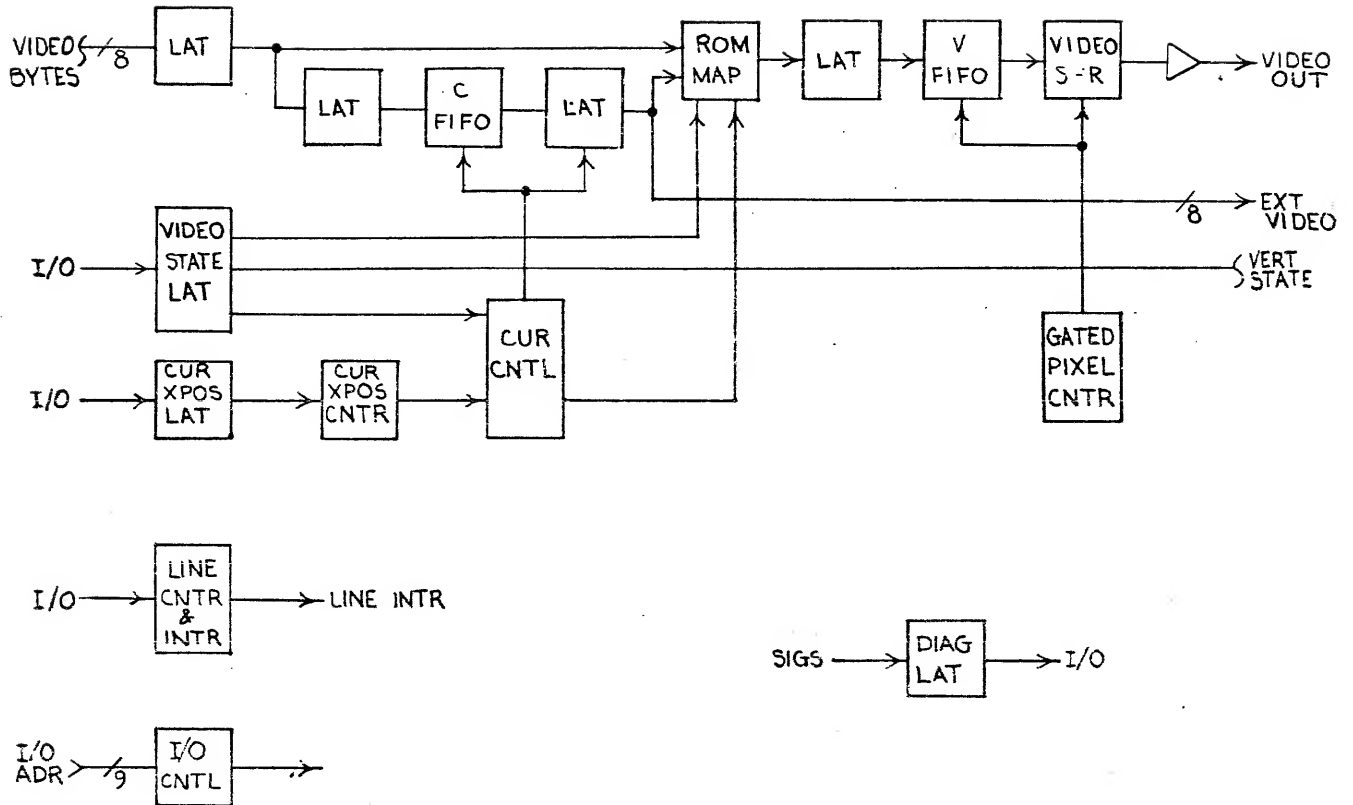 VIDEO
BYTES
8
LAT
LAT
C
FIFO
LAT
ROM
MAP
LAT
V
FIFO
VIDEO
S-R
VIDEO
OUT
8
EXT
VIDEO
I/O
VIDEO
STATE
LAT
VERT
STATE
I/O
CUR
XPOS
LAT
CUR
XPOS
CNTR
CUR
CNTL
GATED
PIXEL
CNTR
I/O
LINE
CNTR
&
INTR
LINE INTR
SIGS
DIAG
LAT
I/O
I/O
ADR
9
I/O
CNTL